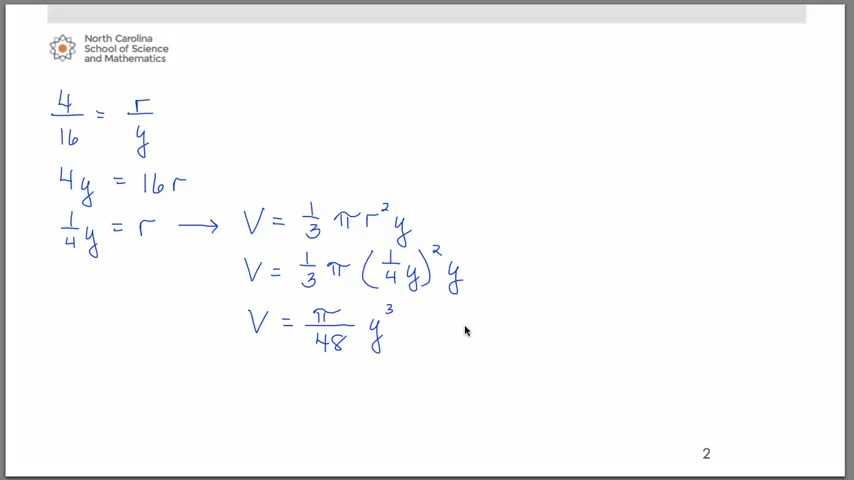 North Carolina
School of Science
and Mathematics
4/16 = r/y
4y = 16r
1/4 y = r → V = 1/3 π r² y
V = 1/3 π (1/4 y)² y
V = π/48 y³
2